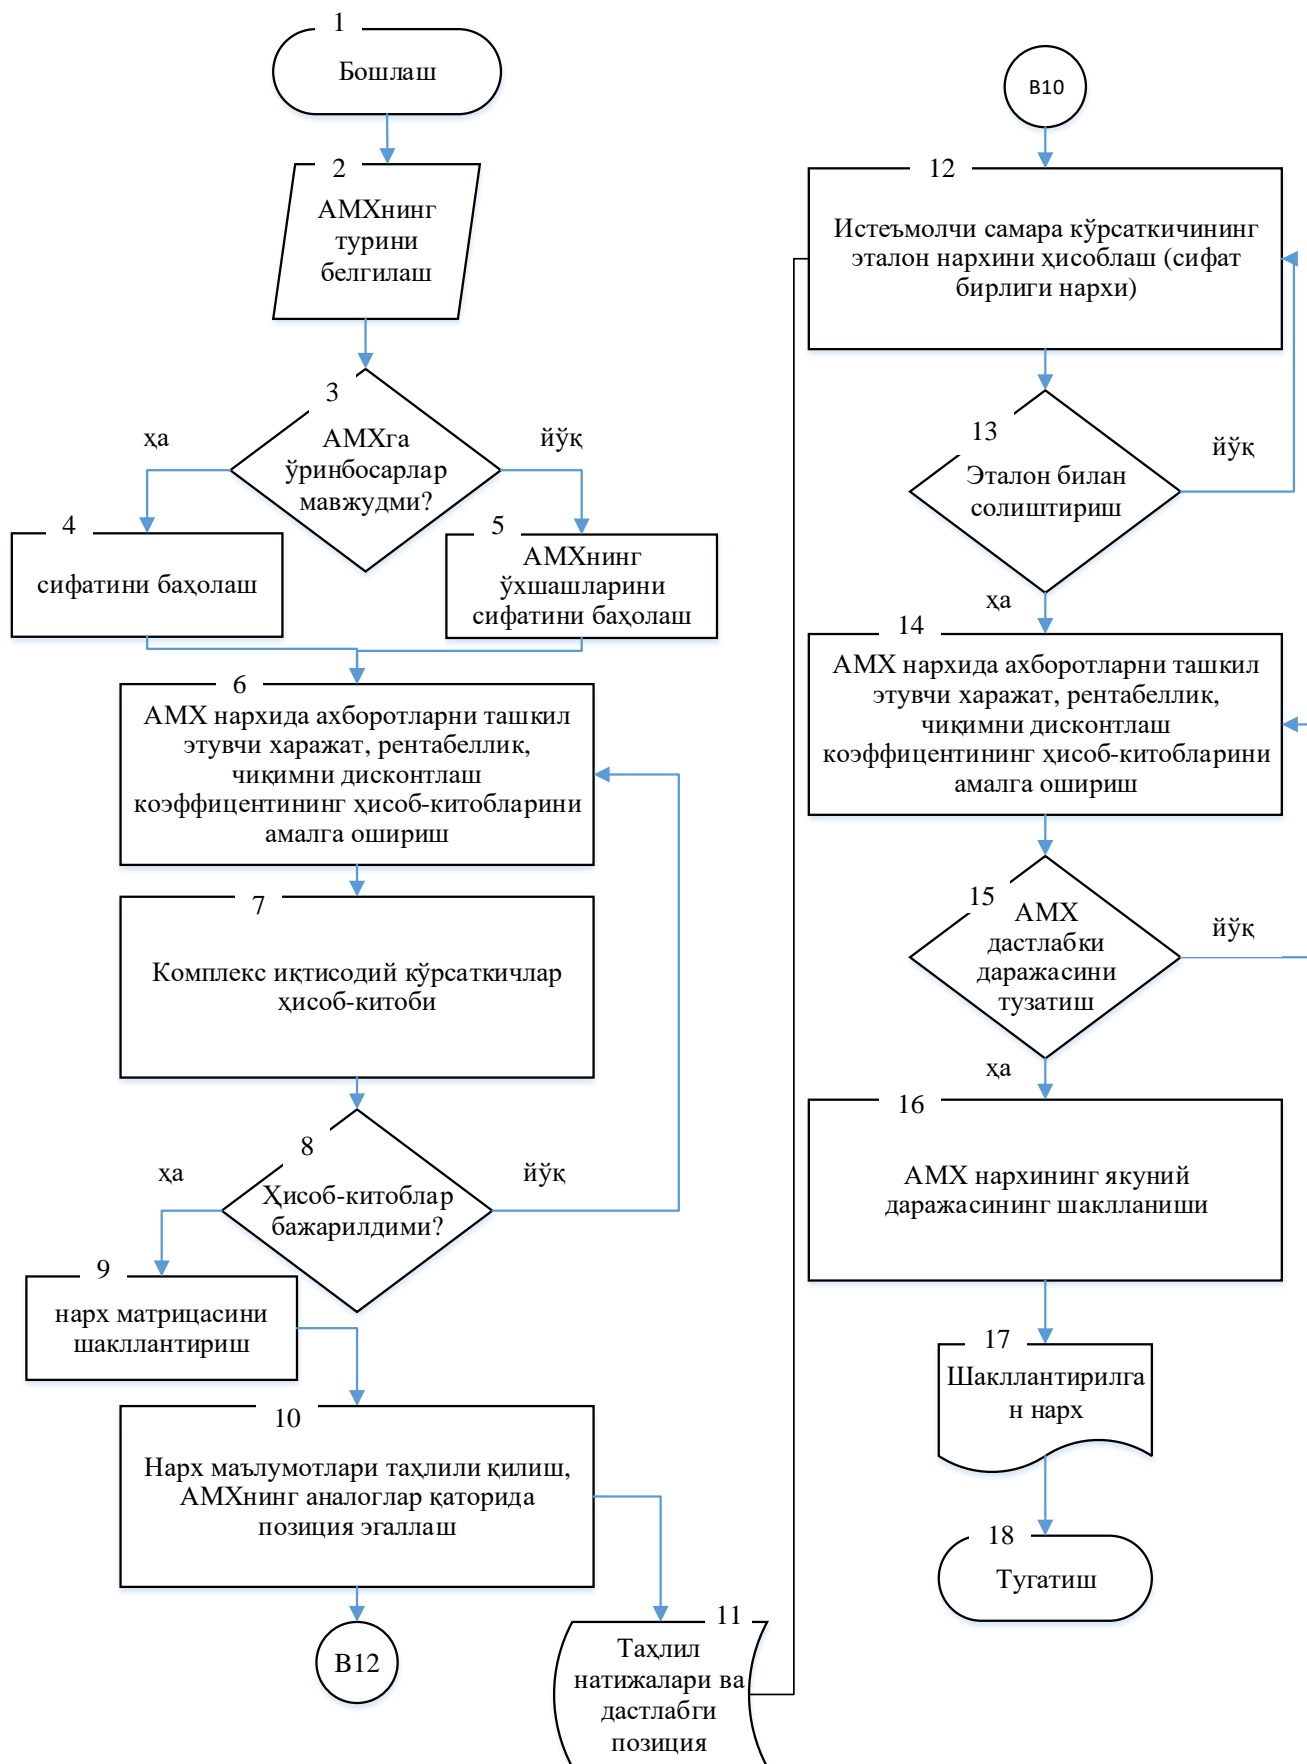 1
Бошлаш
2
АМХнинг
турини
белгилаш
3
АМХга
ўринбосарлар
мавжудми?
ҳа
йўқ
4
сифатини баҳолаш
5
АМХнинг
ўхшашларини
сифатини баҳолаш
6
АМХ нархида ахборотларни ташкил
этувчи харажат, рентабеллик,
чиқимни дисконтлаш
коэффицентининг ҳисоб-китобларини
амалга ошириш
7
Комплекс иқтисодий кўрсаткичлар
ҳисоб-китоби
8
Ҳисоб-китоблар
бажарилдими?
ҳа
йўқ
9
нарх матрицасини
шакллантириш
10
Нарх маълумотлари таҳлили қилиш,
АМХнинг аналоглар қаторида
позиция эгаллаш
В12
11
Таҳлил
натижалари ва
дастлабги
позиция
В10
12
Истеъмолчи самара кўрсаткичининг
эталон нархини ҳисоблаш (сифат
бирлиги нархи)
13
Эталон билан
солиштириш
йўқ
ҳа
14
АМХ нархида ахборотларни ташкил
этувчи харажат, рентабеллик,
чиқимни дисконтлаш
коэффицентининг ҳисоб-китобларини
амалга ошириш
15
АМХ
дастлабки
даражасини
тузатиш
йўқ
ҳа
16
АМХ нархининг якуний
даражасининг шаклланиши
17
Шакллантирилга
н нарх
18
Тугатиш